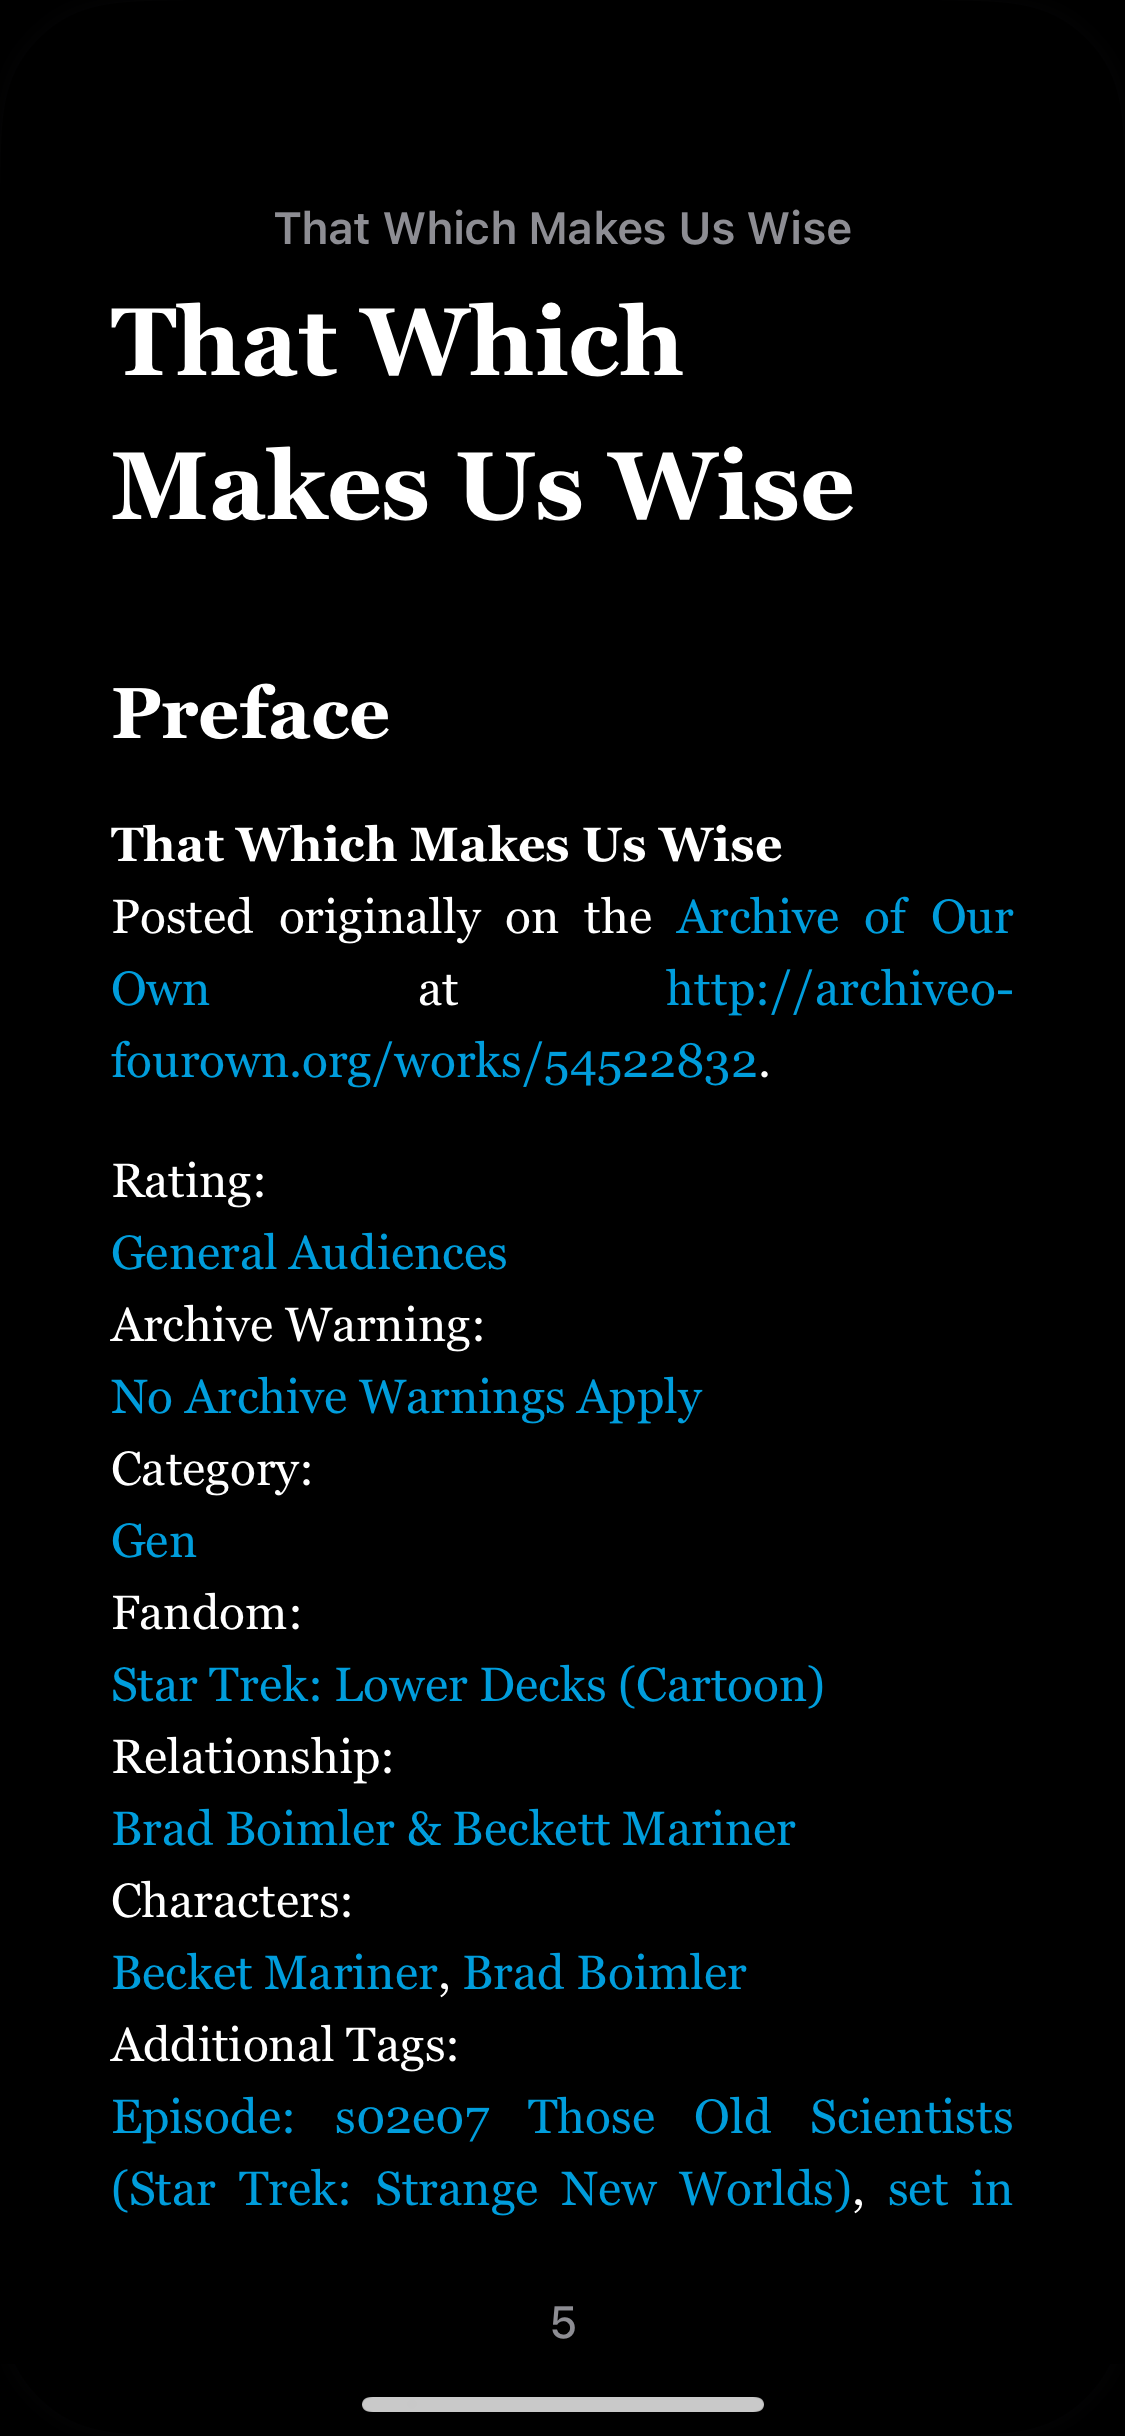 That Which Makes Us Wise
That Which
Makes Us Wise
Preface
That Which Makes Us Wise
Posted originally on the Archive of Our
Own at http://archiveo-
fourown.org/works/54522832.
Rating:
General Audiences
Archive Warning:
No Archive Warnings Apply
Category:
Gen
Fandom:
Star Trek: Lower Decks (Cartoon)
Relationship:
Brad Boimler & Beckett Mariner
Characters:
Becket Mariner, Brad Boimler
Additional Tags:
Episode: s02e07 Those Old Scientists
(Star Trek: Strange New Worlds), set in
5